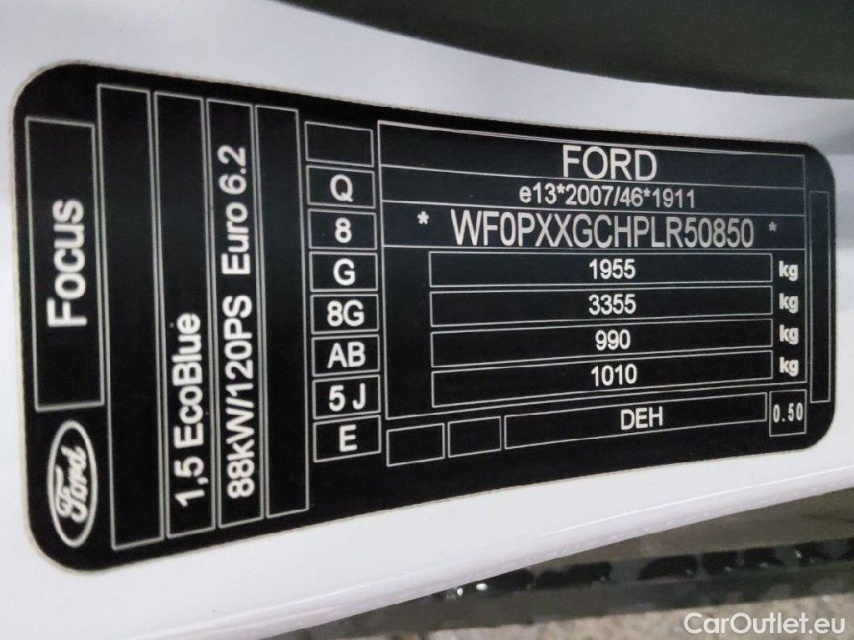 Focus
Ford
1,5 EcoBlue
88kW/120PS Euro 6.2
Q
8
G
8G
AB
5 J
E
FORD
e13*2007/46*1911
* WF0PXXGCHPLR50850 *
1955 kg
3355 kg
990 kg
1010 kg
DEH
0.50
CarOutlet.eu